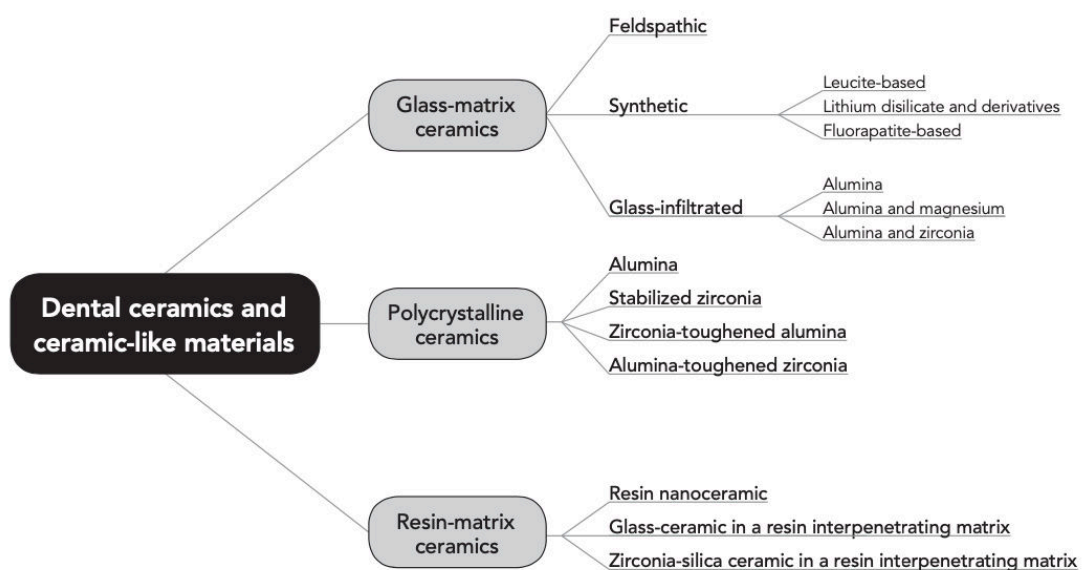 Dental ceramics and
ceramic-like materials
Glass-matrix
ceramics
Feldspathic
Synthetic
Leucite-based
Lithium disilicate and derivatives
Fluorapatite-based
Glass-infiltrated
Alumina
Alumina and magnesium
Alumina and zirconia
Polycrystalline
ceramics
Alumina
Stabilized zirconia
Zirconia-toughened alumina
Alumina-toughened zirconia
Resin-matrix
ceramics
Resin nanoceramic
Glass-ceramic in a resin interpenetrating matrix
Zirconia-silica ceramic in a resin interpenetrating matrix